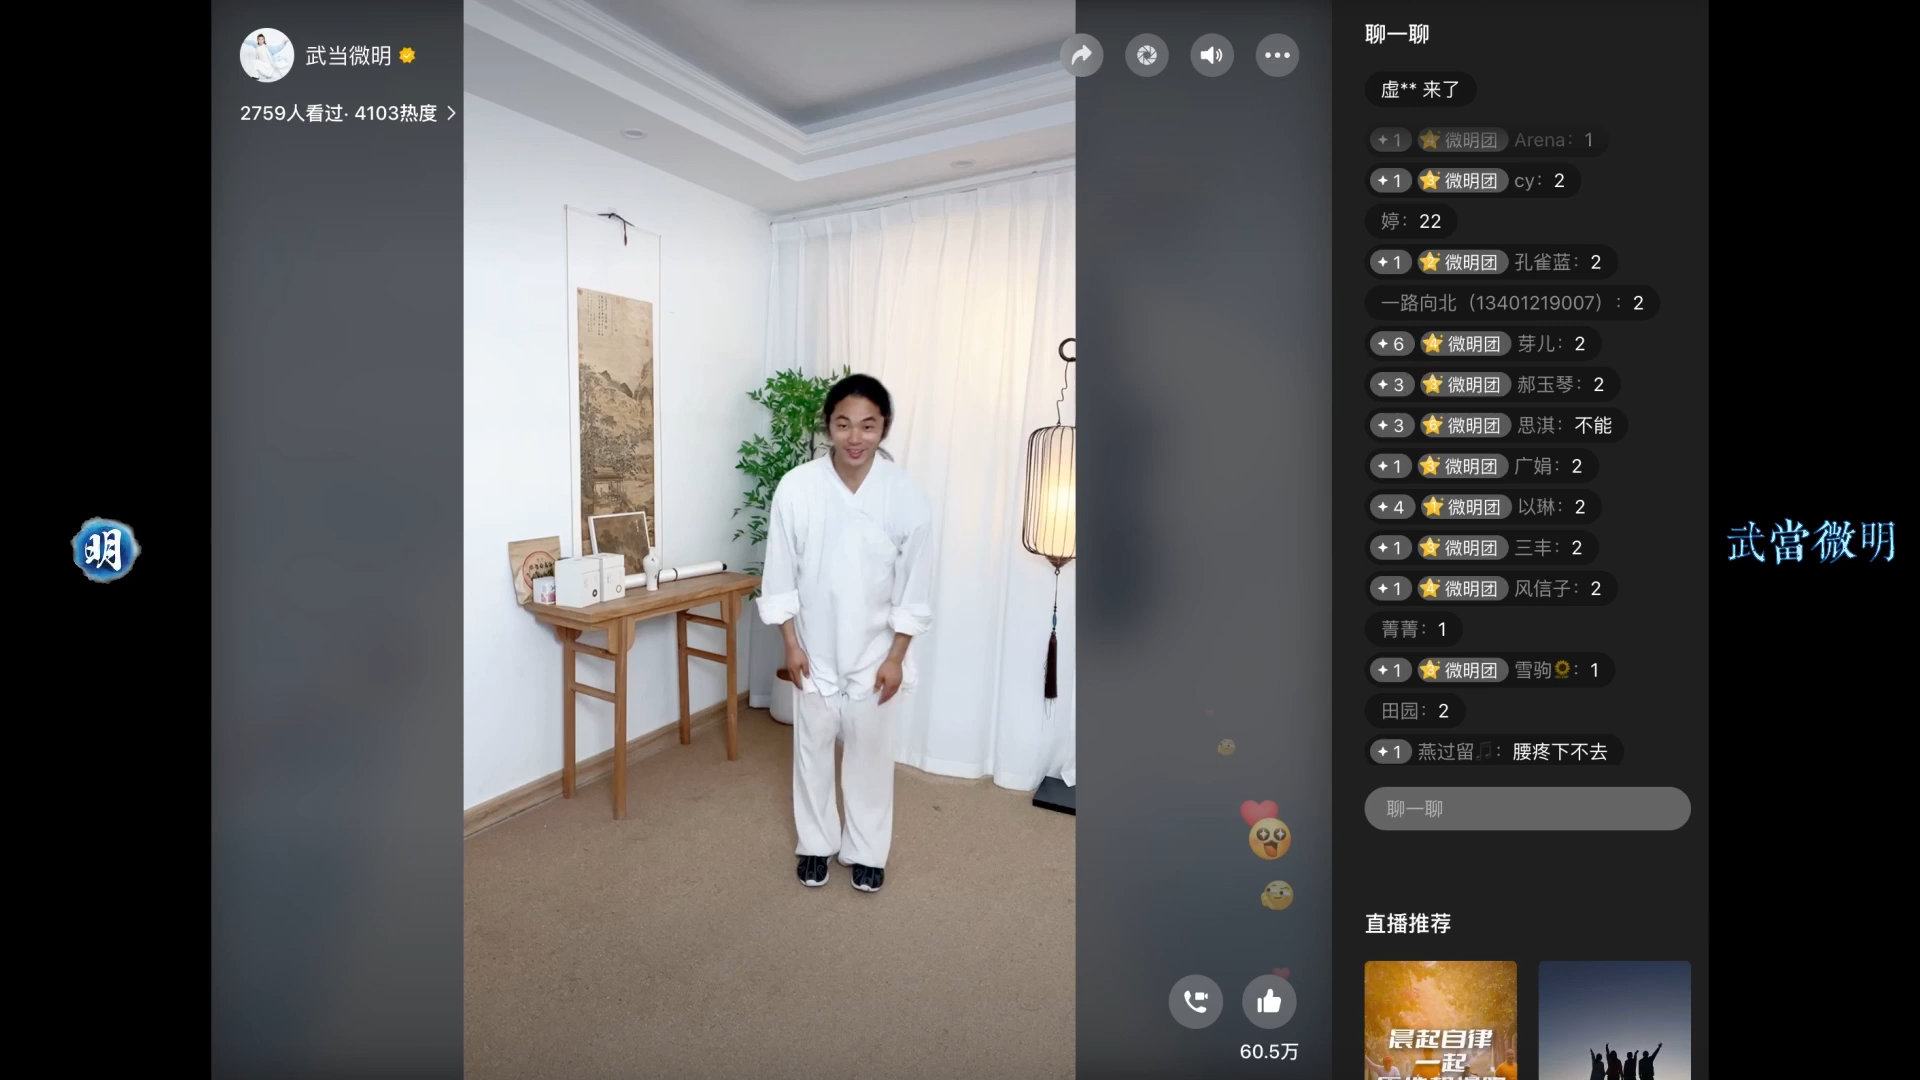 武当微明
2759人看过· 4103热度 >
明
武當微明
60.5万
聊一聊
虚** 来了
1 微明团 Arena: 1
1 微明团 cy: 2
婷: 22
1 微明团 孔雀蓝: 2
一路向北（13401219007）: 2
6 微明团 芽儿: 2
3 微明团 郝玉琴: 2
3 微明团 思淇: 不能
1 微明团 广娟: 2
4 微明团 以琳: 2
1 微明团 三丰: 2
1 微明团 风信子: 2
菁菁: 1
1 微明团 雪驹🌻: 1
田园: 2
1 燕过留🎵: 腰疼下不去
聊一聊
直播推荐
晨起自律
一起